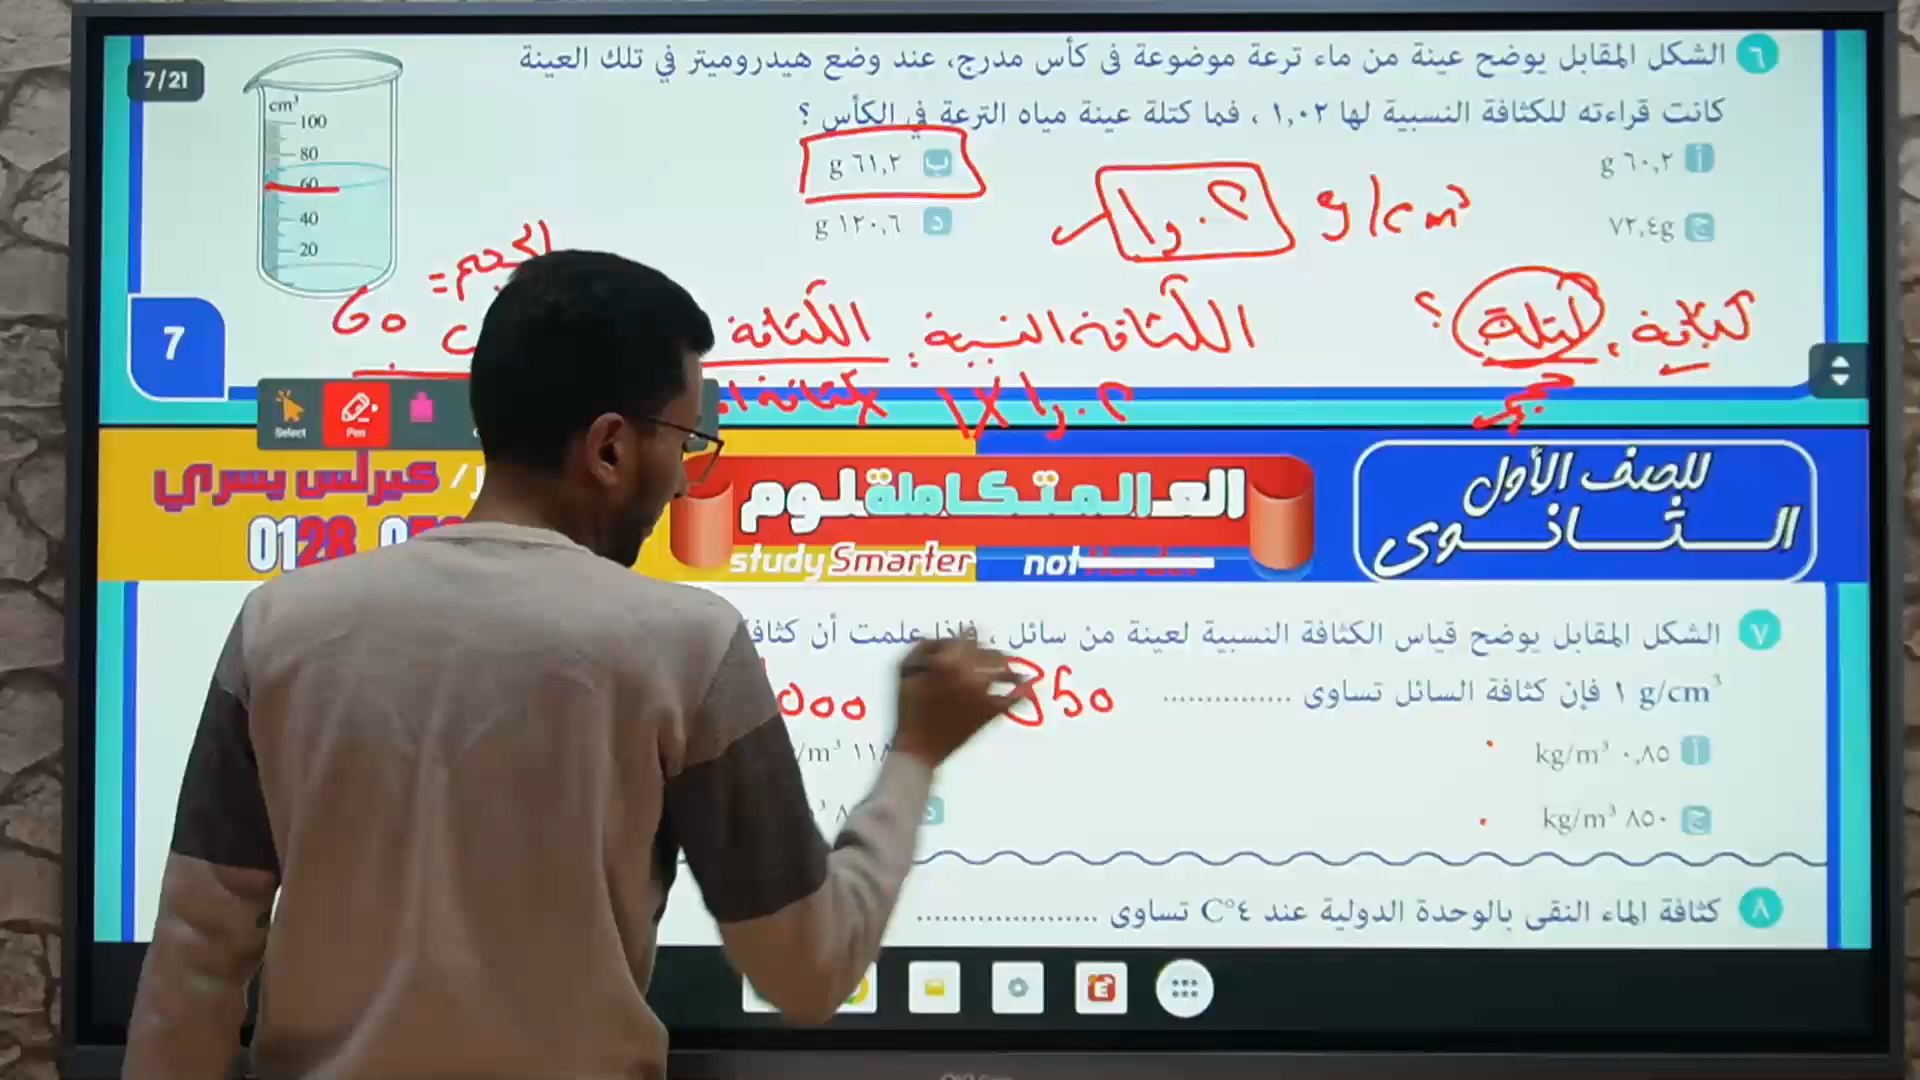 7/21
٦ الشكل المقابل يوضح عينة من ماء ترعة موضوعة فى كأس مدرج، عند وضع هيدروميتر في تلك العينة
كانت قراءته للكثافة النسبية لها ١,٠٢ ، فما كتلة عينة مياه الترعة في الكأس ؟
أ ٦٠,٢ g
ب ٦١,٢ g
ج ٧٢,٤g
د ١٢٠,٦ g
cm³
100
80
60
40
20
١,٠٢ g/cm³
كثافة، كتلة ؟
حجم
الكثافة النسبية = الكثافة
1 X ١,٠٢
الحجم =
60
7
Select
Pen
للصف الأول
الثانوى
العلوم المتكاملة
study Smarter not Harder
/ كيرلس يسري
0128
٧ الشكل المقابل يوضح قياس الكثافة النسبية لعينة من سائل ، فإذا علمت أن
١ g/cm³ فإن كثافة السائل تساوى ...............
850
000
أ ٠,٨٥ kg/m³
ج ٨٥٠ kg/m³
د
٨ كثافة الماء النقى بالوحدة الدولية عند ٤°C تساوى .....................